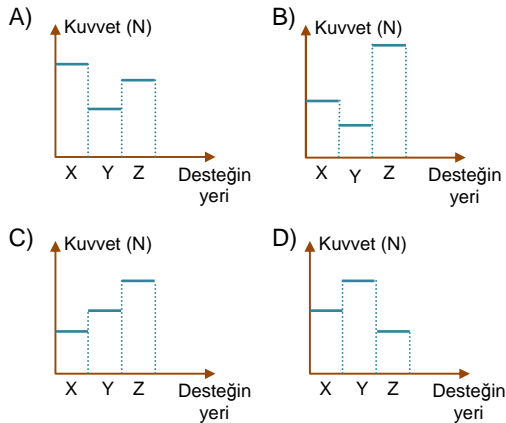 A)
Kuvvet (N)
X Y Z Desteğin
yeri
B)
Kuvvet (N)
X Y Z Desteğin
yeri
C)
Kuvvet (N)
X Y Z Desteğin
yeri
D)
Kuvvet (N)
X Y Z Desteğin
yeri